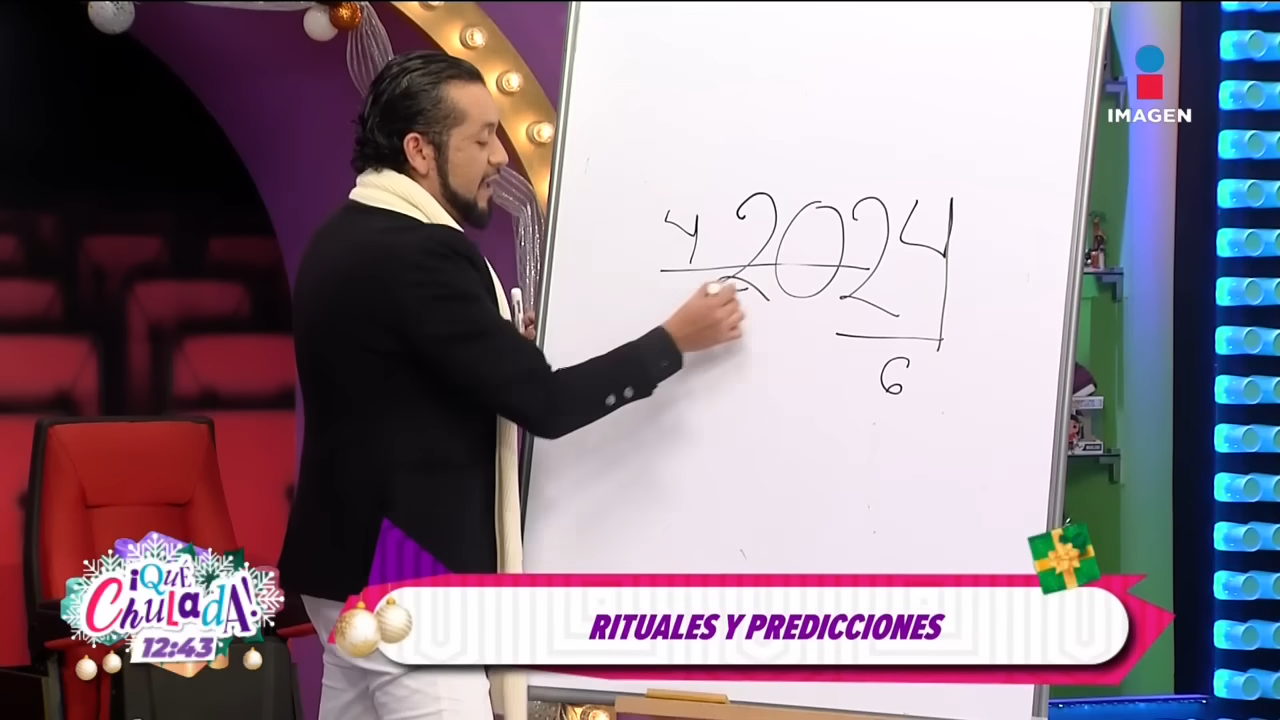 IMAGEN
4 2024
6
¡QUÉ
CHULADA!
12:43
RITUALES Y PREDICCIONES